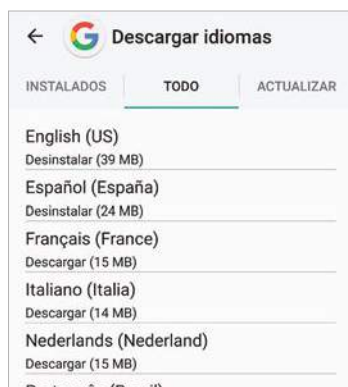 ← Descargar idiomas
INSTALADOS TODO ACTUALIZAR
English (US)
Desinstalar (39 MB)
Español (España)
Desinstalar (24 MB)
Français (France)
Descargar (15 MB)
Italiano (Italia)
Descargar (14 MB)
Nederlands (Nederland)
Descargar (15 MB)